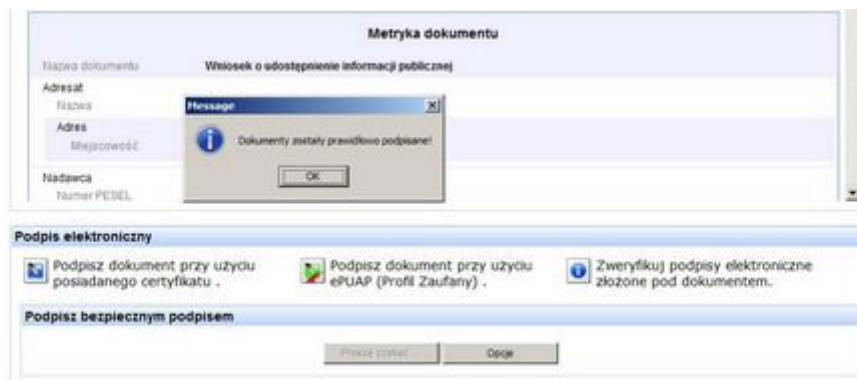 Metryka dokumentu
Nazwa dokumentu Wniosek o udostępnienie informacji publicznej
Adresat
Nazwa
Message
Adres
Dokumenty zostały prawidłowo podpisane!
Miejscowość
OK
Nadawca
Numer PESEL
Podpis elektroniczny
Podpisz dokument przy użyciu posiadanego certyfikatu .
Podpisz dokument przy użyciu ePUAP (Profil Zaufany) .
Zweryfikuj podpisy elektroniczne złożone pod dokumentem.
Podpisz bezpiecznym podpisem
Proszę czekać Opcje